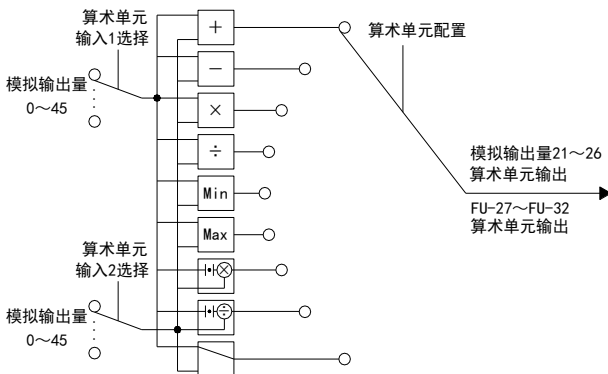 算术单元
输入1选择
模拟输出量
0～45
算术单元
输入2选择
模拟输出量
0～45
+
−
×
÷
Min
Max
|•|×
|•|÷
算术单元配置
模拟输出量21～26
算术单元输出
FU-27～FU-32
算术单元输出